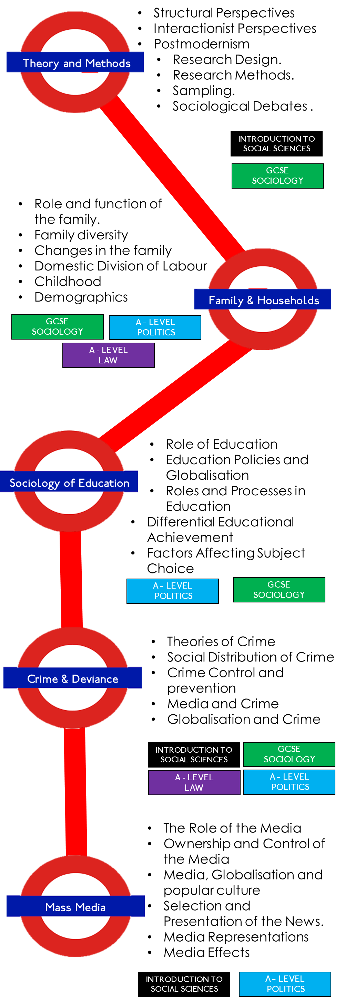 • Structural Perspectives
• Interactionist Perspectives
• Postmodernism
• Research Design.
• Research Methods.
• Sampling.
• Sociological Debates .
Theory and Methods
INTRODUCTION TO
SOCIAL SCIENCES
GCSE
SOCIOLOGY
• Role and function of
the family.
• Family diversity
• Changes in the family
• Domestic Division of Labour
• Childhood
• Demographics
Family & Households
GCSE
SOCIOLOGY
A – LEVEL
POLITICS
A - LEVEL
LAW
Sociology of Education
• Role of Education
• Education Policies and
Globalisation
• Roles and Processes in
Education
• Differential Educational
Achievement
• Factors Affecting Subject
Choice
A – LEVEL
POLITICS
GCSE
SOCIOLOGY
Crime & Deviance
• Theories of Crime
• Social Distribution of Crime
• Crime Control and
prevention
• Media and Crime
• Globalisation and Crime
INTRODUCTION TO
SOCIAL SCIENCES
GCSE
SOCIOLOGY
A - LEVEL
LAW
A – LEVEL
POLITICS
Mass Media
• The Role of the Media
• Ownership and Control of
the Media
• Media, Globalisation and
popular culture
• Selection and
Presentation of the News.
• Media Representations
• Media Effects
INTRODUCTION TO
SOCIAL SCIENCES
A – LEVEL
POLITICS